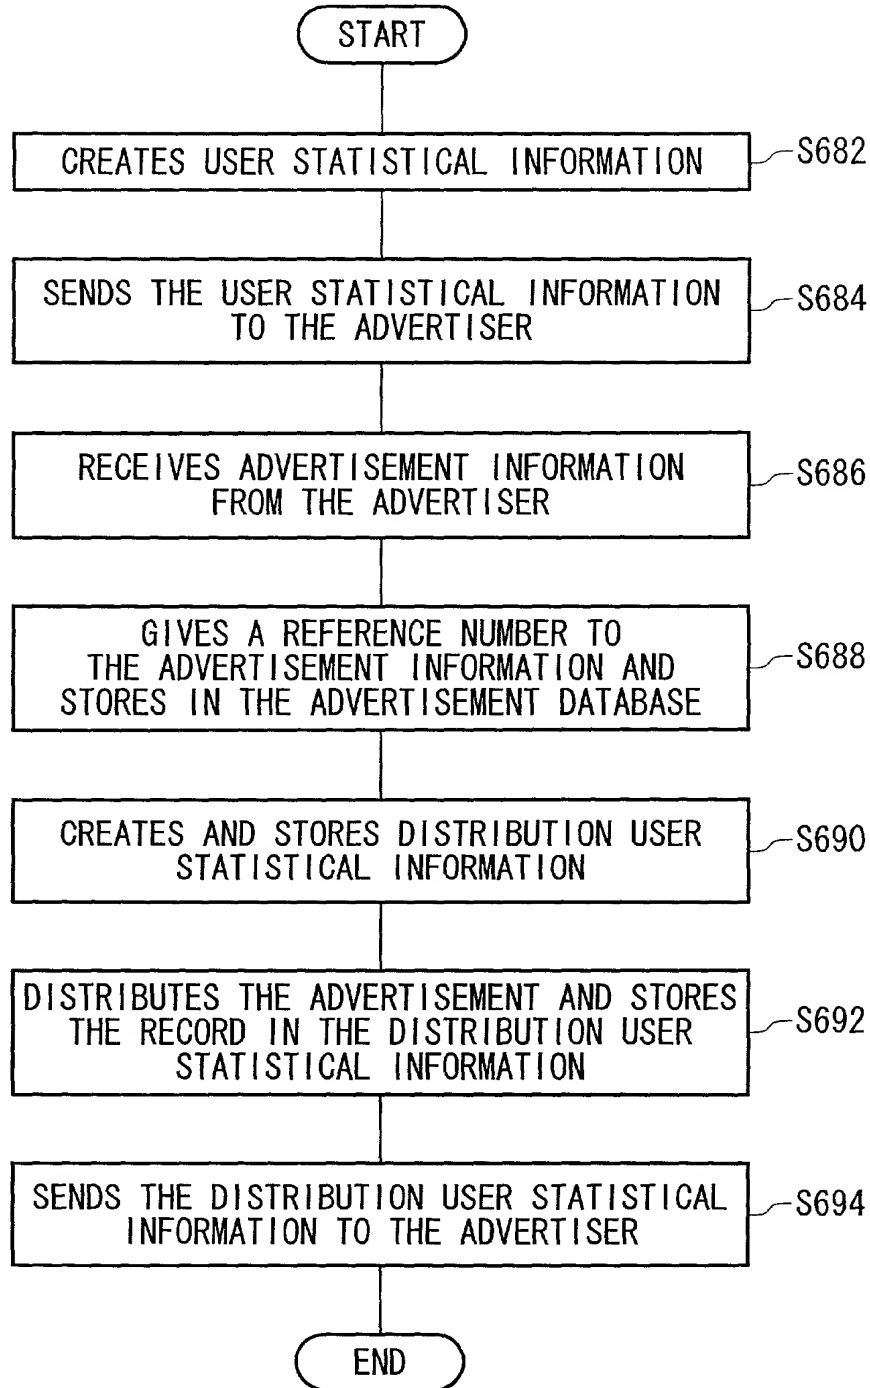 START
CREATES USER STATISTICAL INFORMATION
S682
SENDS THE USER STATISTICAL INFORMATION
TO THE ADVERTISER
S684
RECEIVES ADVERTISEMENT INFORMATION
FROM THE ADVERTISER
S686
GIVES A REFERENCE NUMBER TO
THE ADVERTISEMENT INFORMATION AND
STORES IN THE ADVERTISEMENT DATABASE
S688
CREATES AND STORES DISTRIBUTION USER
STATISTICAL INFORMATION
S690
DISTRIBUTES THE ADVERTISEMENT AND STORES
THE RECORD IN THE DISTRIBUTION USER
STATISTICAL INFORMATION
S692
SENDS THE DISTRIBUTION USER STATISTICAL
INFORMATION TO THE ADVERTISER
S694
END